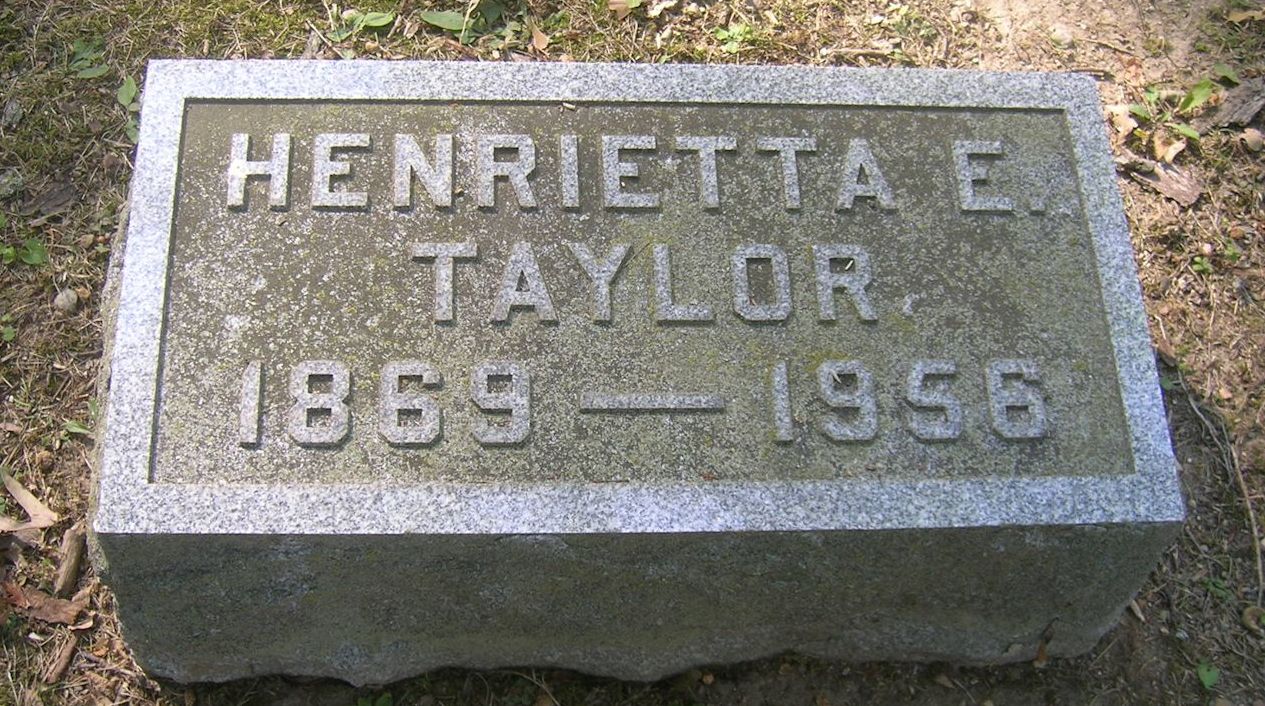 HENRIETTA E.
TAYLOR
1869 — 1956